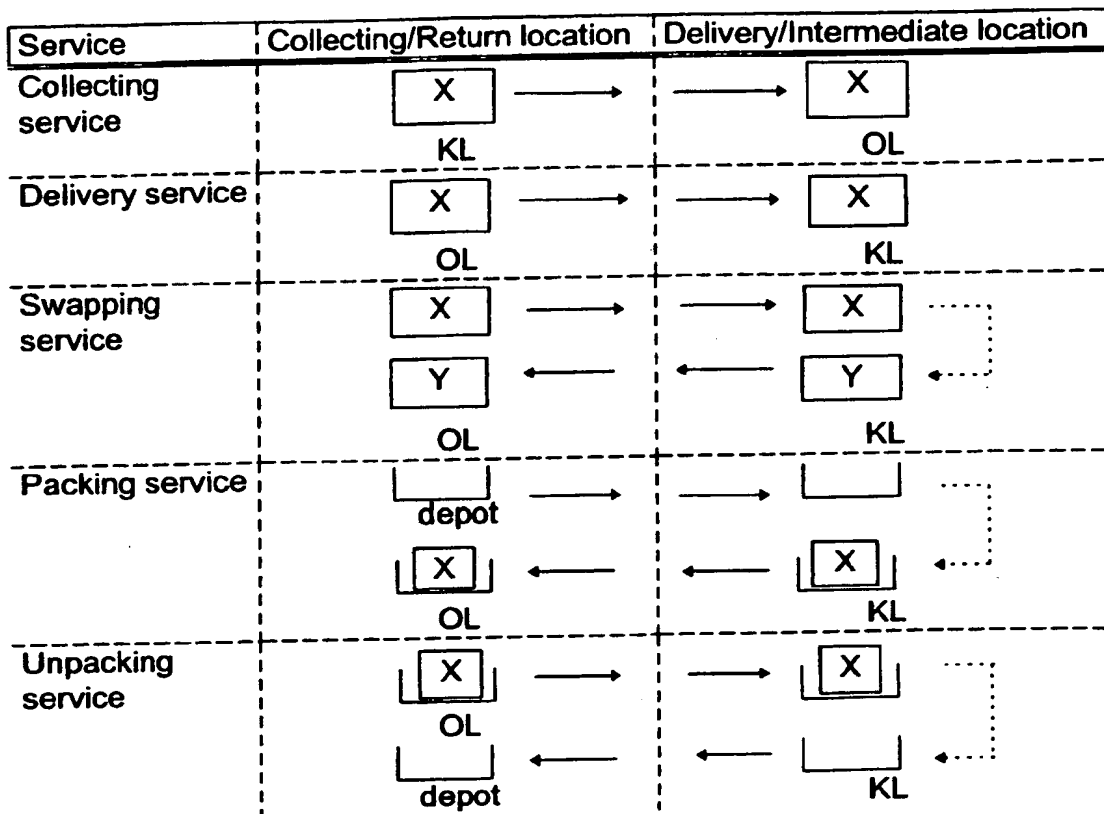 Service Collecting/Return location Delivery/Intermediate location
Collecting service X X
KL OL
Delivery service X X
OL KL
Swapping service X X
Y Y
OL KL
Packing service
depot
X X
OL KL
Unpacking service X X
OL
depot KL